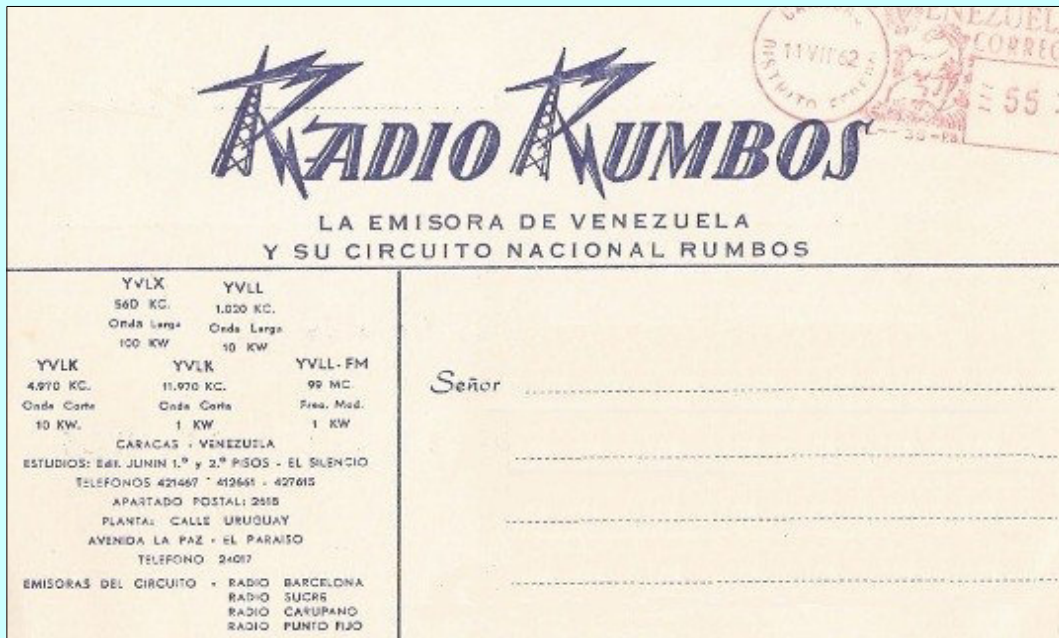 VENEZUELA
CORREOS
11 VII 62
DISTRITO FEDERAL
55
RADIO RUMBOS
LA EMISORA DE VENEZUELA
Y SU CIRCUITO NACIONAL RUMBOS
YVLX YVLL
560 KC. 1.020 KC.
Onda Larga Onda Larga
100 KW 10 KW
YVLK YVLK YVLL-FM
4.970 KC. 11.970 KC. 99 MC.
Onda Corta Onda Corta Frec. Mod.
10 KW. 1 KW 1 KW
CARACAS - VENEZUELA
ESTUDIOS: Edif. JUNIN 1.º y 2.º PISOS - EL SILENCIO
TELEFONOS 421467 - 412661 - 427615
APARTADO POSTAL: 2618
PLANTA: CALLE URUGUAY
AVENIDA LA PAZ - EL PARAISO
TELEFONO 24017
EMISORAS DEL CIRCUITO - RADIO BARCELONA
RADIO SUCRE
RADIO CARUPANO
RADIO PUNTO FIJO
Señor